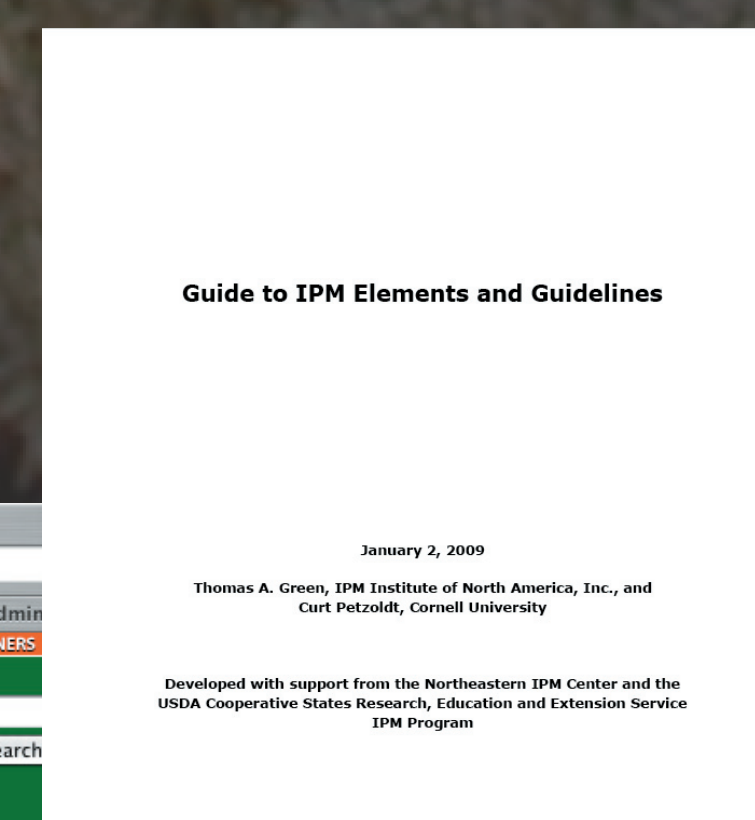 Guide to IPM Elements and Guidelines
January 2, 2009
Thomas A. Green, IPM Institute of North America, Inc., and
Curt Petzoldt, Cornell University
Developed with support from the Northeastern IPM Center and the
USDA Cooperative States Research, Education and Extension Service
IPM Program